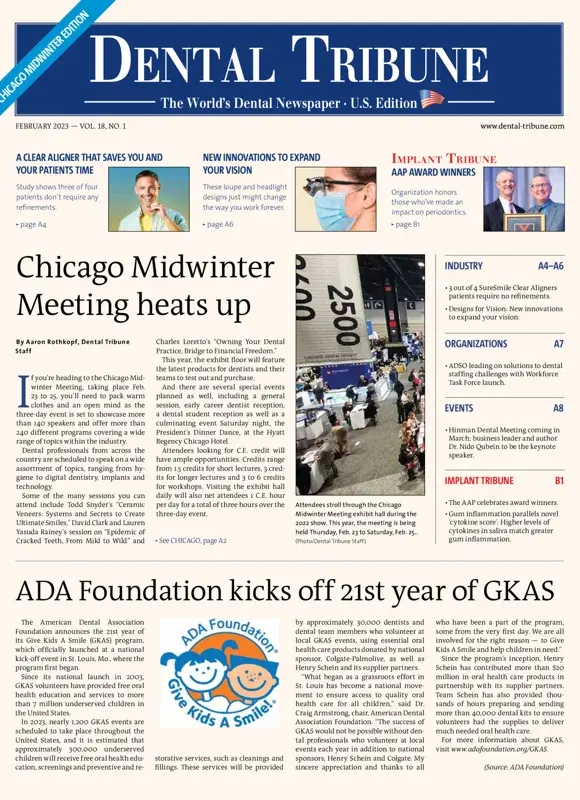 CHICAGO MIDWINTER EDITION
DENTAL TRIBUNE
The World's Dental Newspaper · U.S. Edition
FEBRUARY 2023 — VOL. 18, NO. 1
www.dental-tribune.com
A CLEAR ALIGNER THAT SAVES YOU AND
YOUR PATIENTS TIME
Study shows three of four
patients don't require any
refinements.
• page A4
NEW INNOVATIONS TO EXPAND
YOUR VISION
These loupe and headlight
designs just might change
the way you work forever.
• page A6
IMPLANT TRIBUNE
AAP AWARD WINNERS
Organization honors
those who've made an
impact on periodontics.
• page B1
Chicago Midwinter
Meeting heats up
By Aaron Rothkopf, Dental Tribune
Staff
If you're heading to the Chicago Mid-
winter Meeting, taking place Feb.
23 to 25, you'll need to pack warm
clothes and an open mind as the
three-day event is set to showcase more
than 140 speakers and offer more than
240 different programs covering a wide
range of topics within the industry.
Dental professionals from across the
country are scheduled to speak on a wide
assortment of topics, ranging from hy-
giene to digital dentistry, implants and
technology.
Some of the many sessions you can
attend include Todd Snyder's "Ceramic
Veneers: Systems and Secrets to Create
Ultimate Smiles," David Clark and Lauren
Yasuda Rainey's session on "Epidemic of
Cracked Teeth, From Mild to Wild" and
Charles Loretto's "Owning Your Dental
Practice, Bridge to Financial Freedom."
This year, the exhibit floor will feature
the latest products for dentists and their
teams to test out and purchase.
And there are several special events
planned as well, including a general
session, early career dentist reception,
a dental student reception as well as a
culminating event Saturday night, the
President's Dinner Dance, at the Hyatt
Regency Chicago Hotel.
Attendees looking for C.E. credit will
have ample opportunities. Credits range
from 1.5 credits for short lectures, 3 cred-
its for longer lectures and 3 to 6 credits
for workshops. Visiting the exhibit hall
daily will also net attendees 1 C.E. hour
per day for a total of three hours over the
three-day event.
• See CHICAGO, page A2
2600
2500
Attendees stroll through the Chicago
Midwinter Meeting exhibit hall during the
2022 show. This year, the meeting is being
held Thursday, Feb. 23 to Saturday, Feb. 25..
(Photo/Dental Tribune Staff)
INDUSTRY A4–A6
• 3 out of 4 SureSmile Clear Aligners
patients require no refinements.
• Designs for Vision: New innovations
to expand your vision.
ORGANIZATIONS A7
• ADSO leading on solutions to dental
staffing challenges with Workforce
Task Force launch.
EVENTS A8
• Hinman Dental Meeting coming in
March; business leader and author
Dr. Nido Qubein to be the keynote
speaker.
IMPLANT TRIBUNE B1
• The AAP celebrates award winners.
• Gum inflammation parallels novel
'cytokine score': Higher levels of
cytokines in saliva match greater
gum inflammation.
ADA Foundation kicks off 21st year of GKAS
The American Dental Association
Foundation announces the 21st year of
its Give Kids A Smile (GKAS) program,
which officially launched at a national
kick-off event in St. Louis, Mo., where the
program first began.
Since its national launch in 2003,
GKAS volunteers have provided free oral
health education and services to more
than 7 million underserved children in
the United States.
In 2023, nearly 1,200 GKAS events are
scheduled to take place throughout the
United States, and it is estimated that
approximately 300,000 underserved
children will receive free oral health edu-
cation, screenings and preventive and re-
ADA Foundation®
Give Kids A Smile!®
storative services, such as cleanings and
fillings. These services will be provided
by approximately 30,000 dentists and
dental team members who volunteer at
local GKAS events, using essential oral
health care products donated by national
sponsor, Colgate-Palmolive, as well as
Henry Schein and its supplier partners.
"What began as a grassroots effort in
St. Louis has become a national move-
ment to ensure access to quality oral
health care for all children," said Dr.
Craig Armstrong, chair, American Dental
Association Foundation. "The success of
GKAS would not be possible without den-
tal professionals who volunteer at local
events each year in addition to national
sponsors, Henry Schein and Colgate. My
sincere appreciation and thanks to all
who have been a part of the program,
some from the very first day. We are all
involved for the right reason — to Give
Kids A Smile and help children in need."
Since the program's inception, Henry
Schein has contributed more than $20
million in oral health care products in
partnership with its supplier partners.
Team Schein has also provided thou-
sands of hours preparing and sending
more than 42,000 dental kits to ensure
volunteers had the supplies to deliver
much needed oral health care.
For more information about GKAS,
visit www.adafoundation.org/GKAS.
(Source: ADA Foundation)